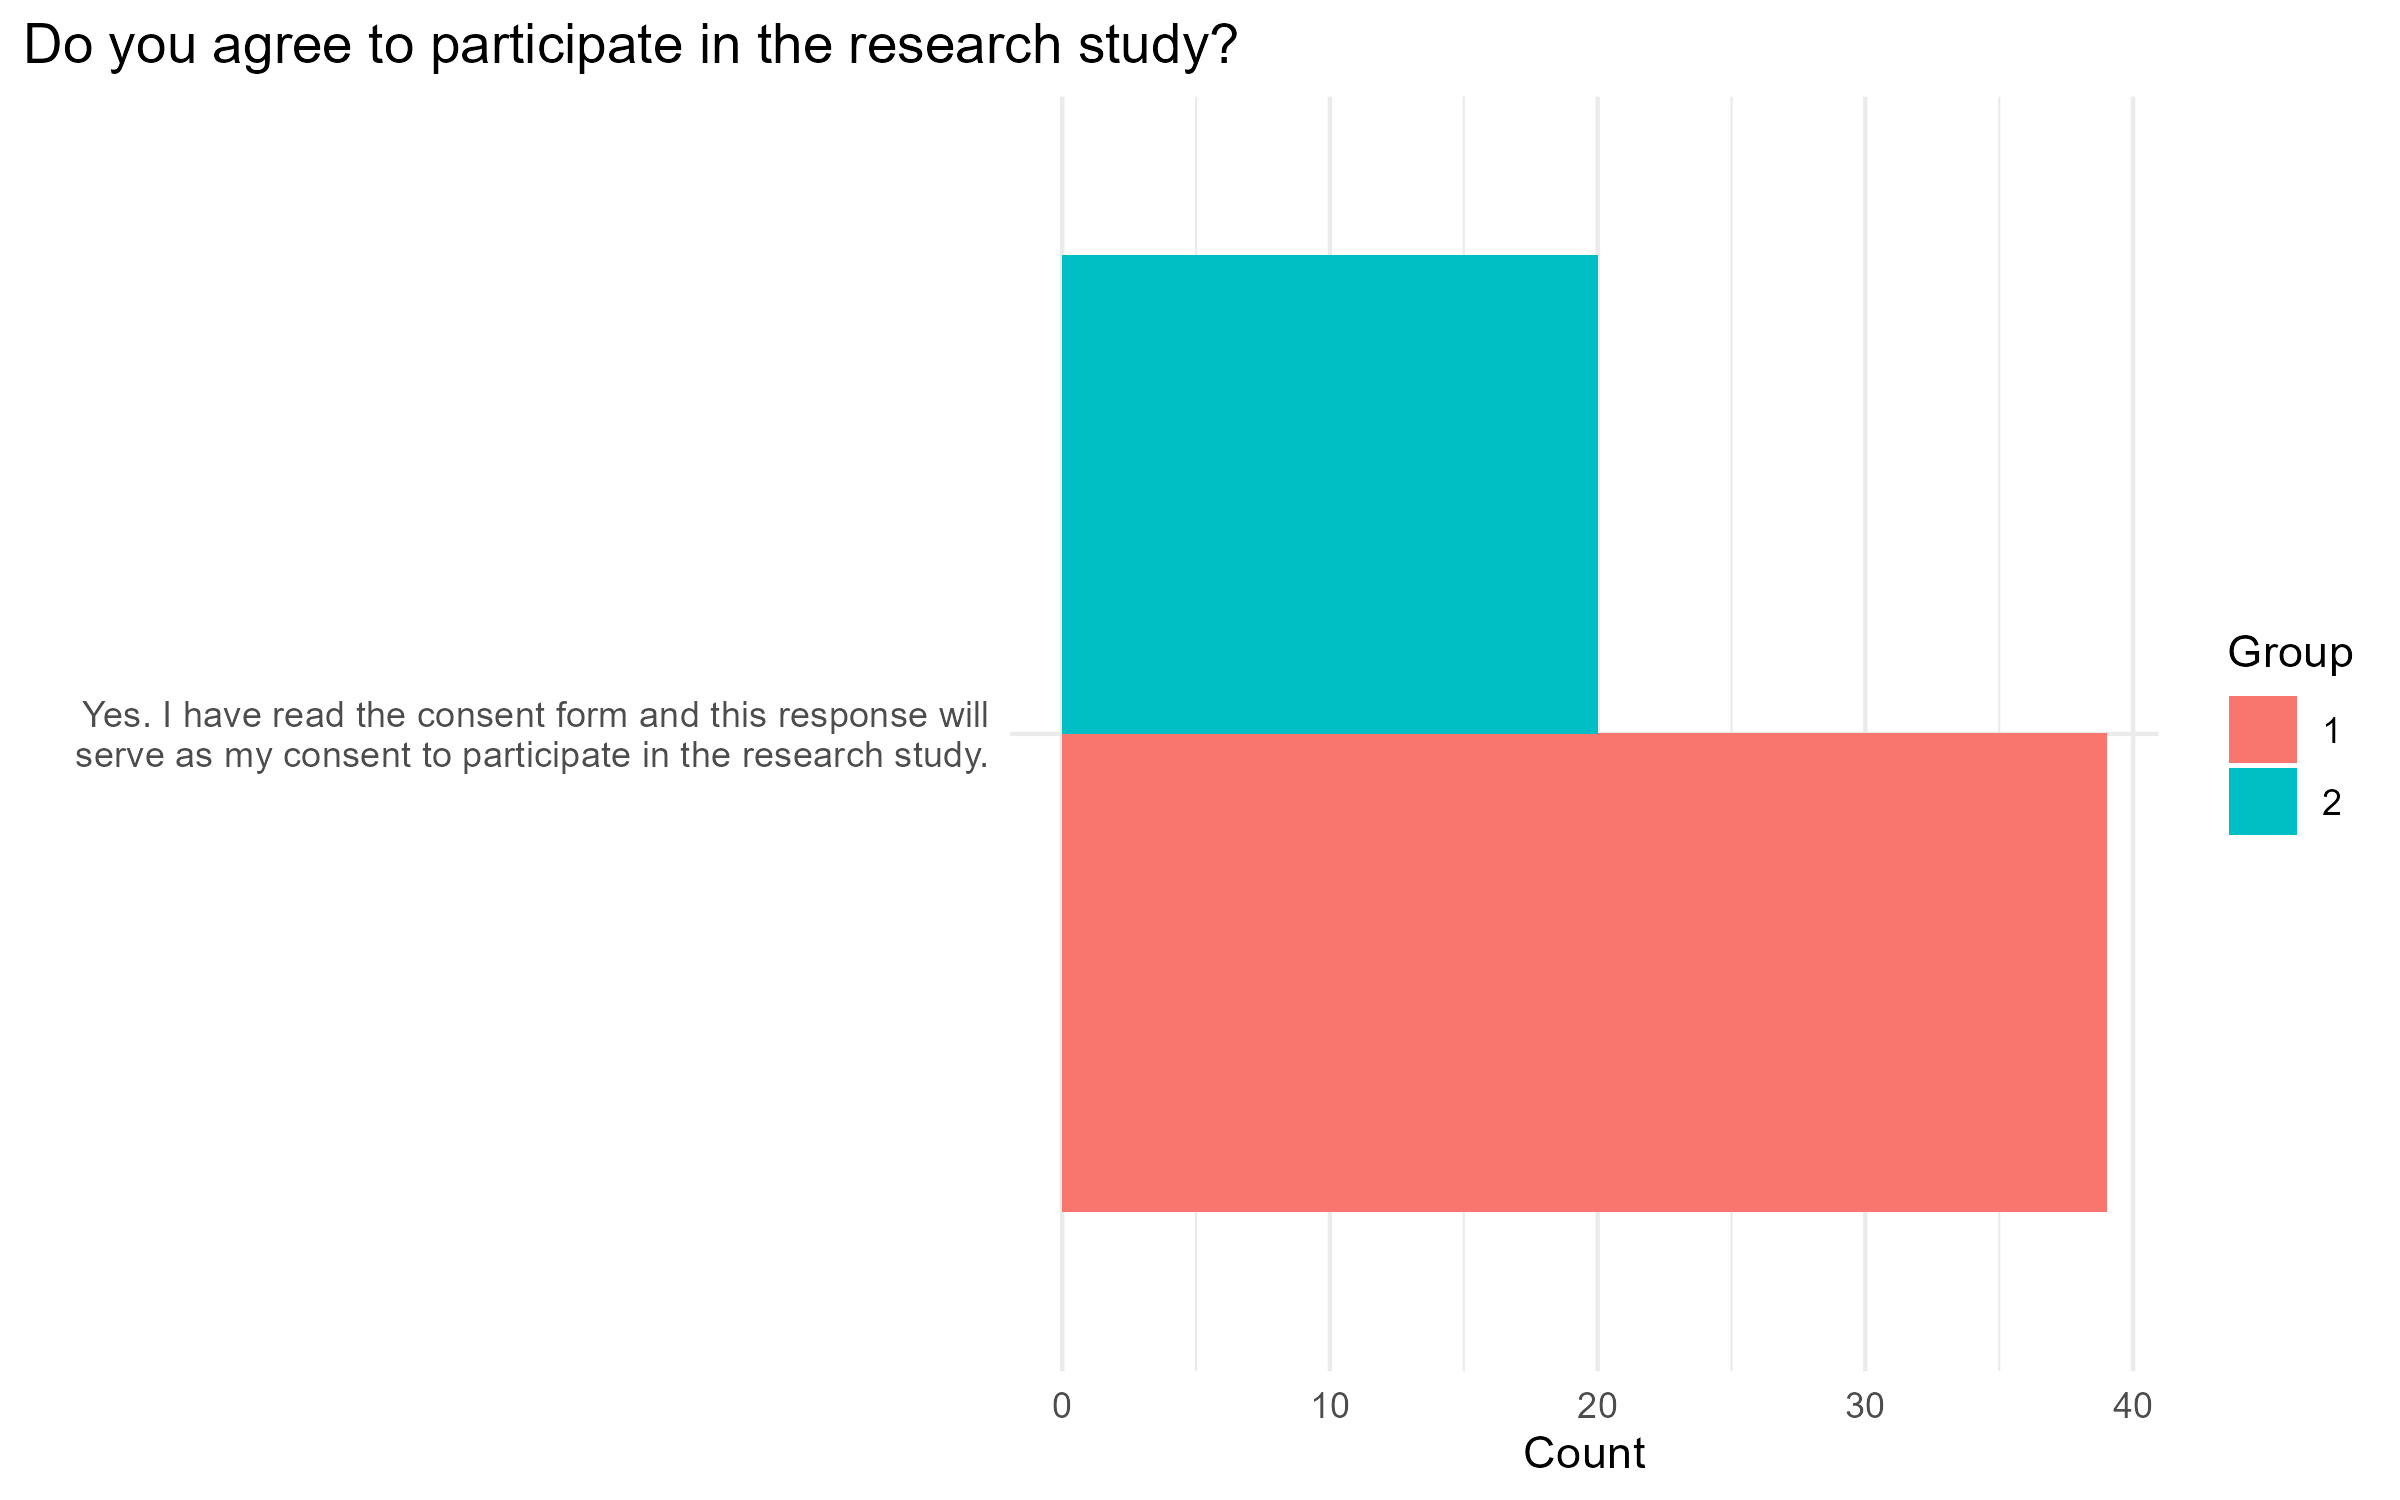 Do you agree to participate in the research study?
Yes. I have read the consent form and this response will
serve as my consent to participate in the research study.
Group
1
2
0 10 20 30 40
Count